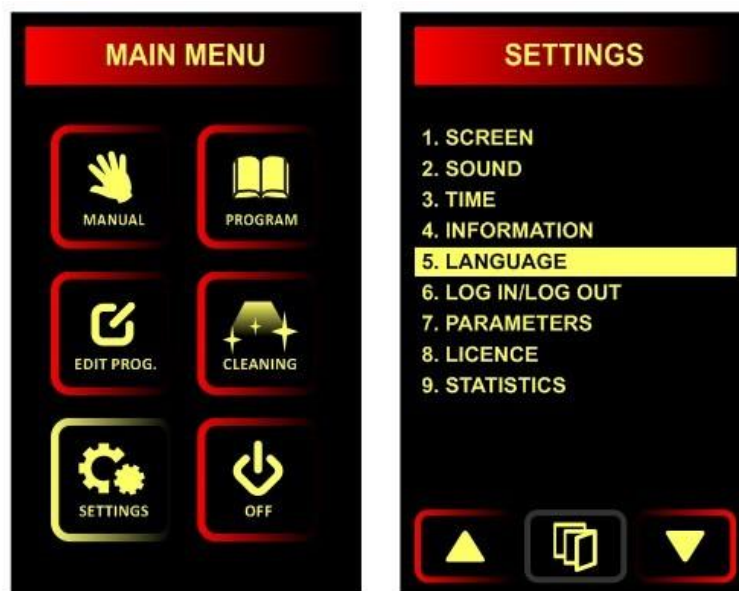 MAIN MENU
MANUAL
PROGRAM
EDIT PROG.
CLEANING
SETTINGS
OFF
SETTINGS
1. SCREEN
2. SOUND
3. TIME
4. INFORMATION
5. LANGUAGE
6. LOG IN/LOG OUT
7. PARAMETERS
8. LICENCE
9. STATISTICS